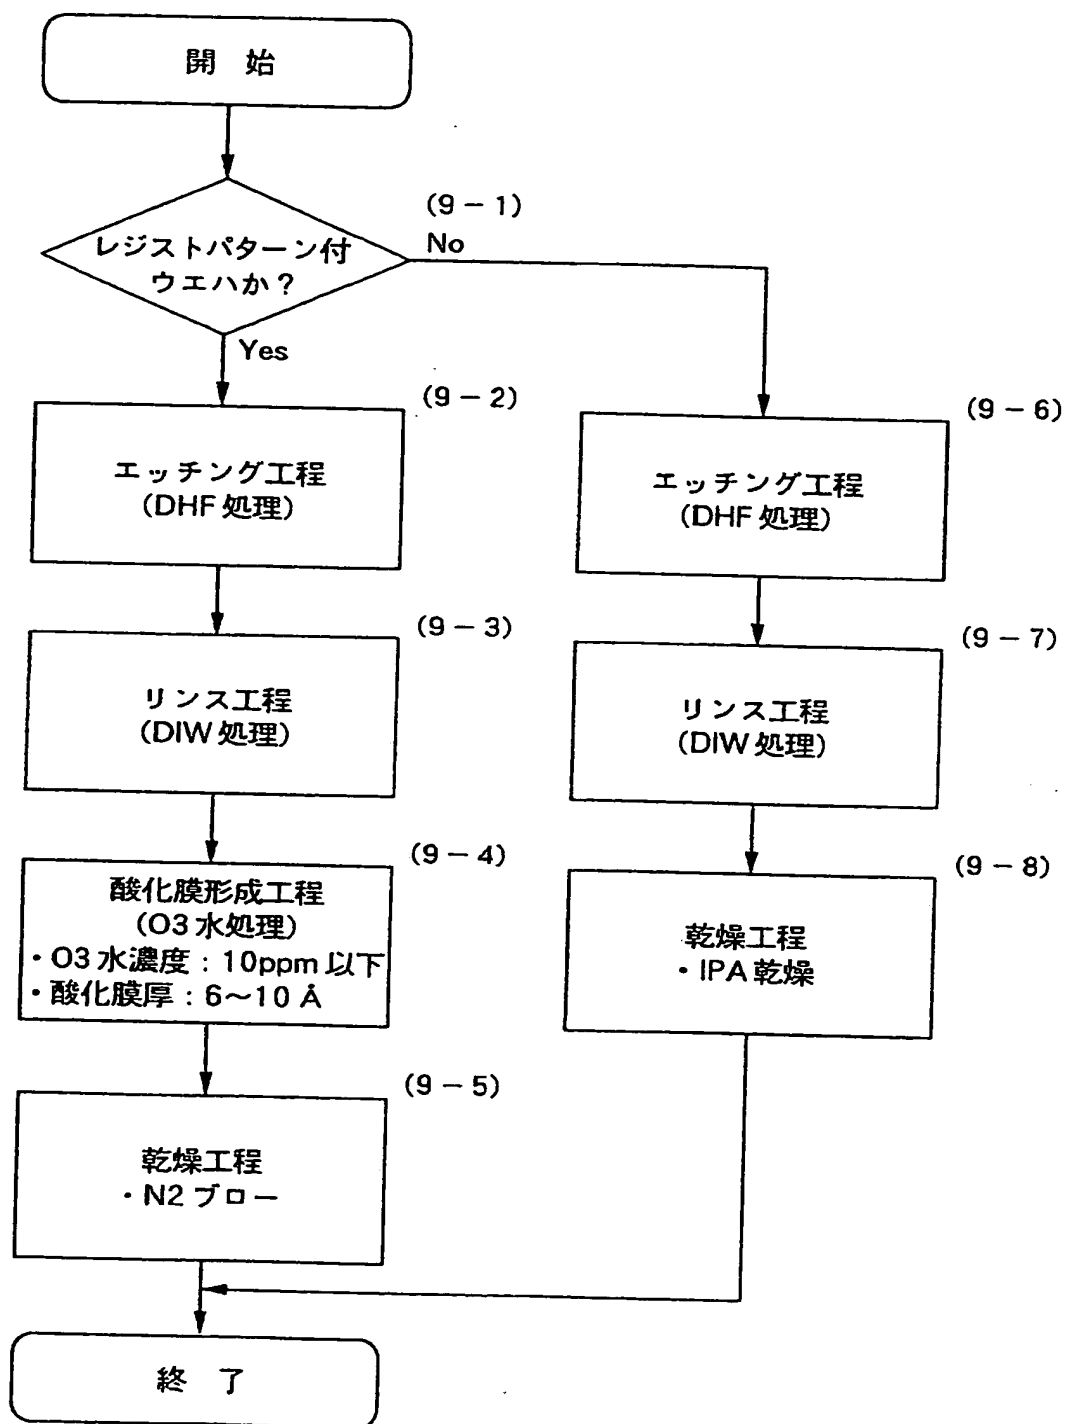 開 始
(9-1)
レジストパターン付
ウエハか?
No
Yes
(9-2)
エッチング工程
(DHF 処理)
(9-3)
リンス工程
(DIW 処理)
(9-4)
酸化膜形成工程
(O3 水処理)
・O3 水濃度:10ppm 以下
・酸化膜厚:6~10 Å
(9-5)
乾燥工程
・N2 ブロー
(9-6)
エッチング工程
(DHF 処理)
(9-7)
リンス工程
(DIW 処理)
(9-8)
乾燥工程
・IPA 乾燥
終 了